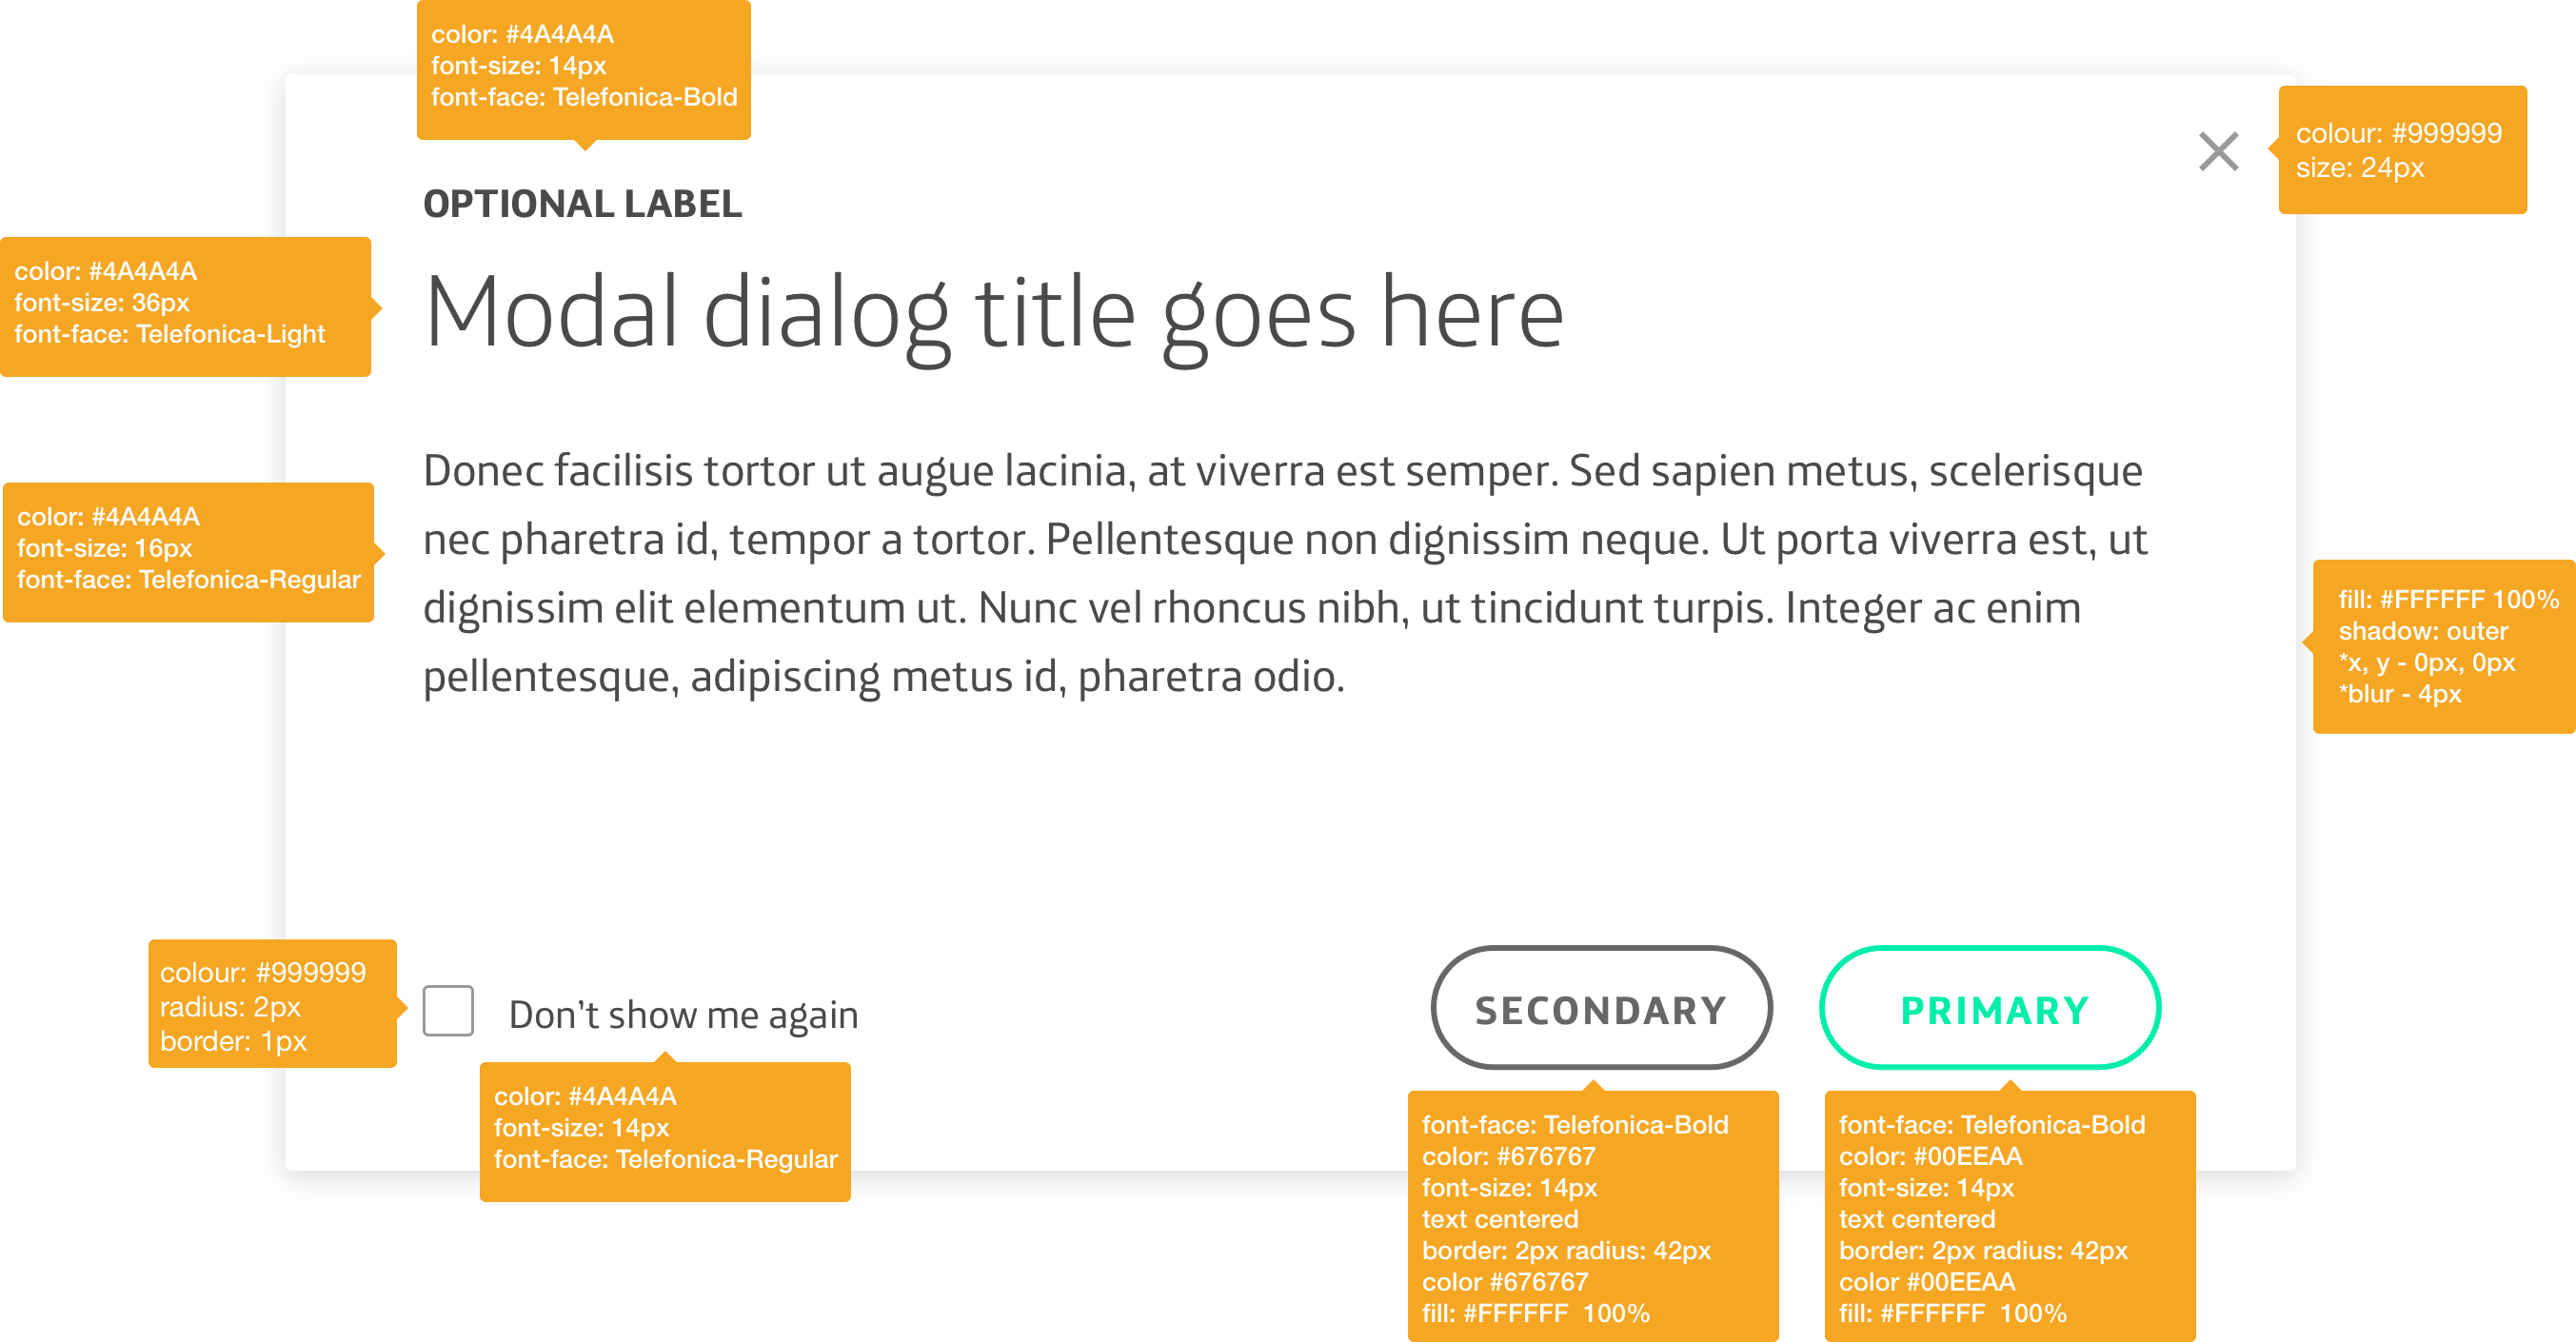 color: #4A4A4A
font-size: 14px
font-face: Telefonica-Bold
colour: #999999
size: 24px
OPTIONAL LABEL
color: #4A4A4A
font-size: 36px
font-face: Telefonica-Light
Modal dialog title goes here
color: #4A4A4A
font-size: 16px
font-face: Telefonica-Regular
Donec facilisis tortor ut augue lacinia, at viverra est semper. Sed sapien metus, scelerisque
nec pharetra id, tempor a tortor. Pellentesque non dignissim neque. Ut porta viverra est, ut
dignissim elit elementum ut. Nunc vel rhoncus nibh, ut tincidunt turpis. Integer ac enim
pellentesque, adipiscing metus id, pharetra odio.
fill: #FFFFFF 100%
shadow: outer
*x, y - 0px, 0px
*blur - 4px
colour: #999999
radius: 2px
border: 1px
Don't show me again
SECONDARY
PRIMARY
color: #4A4A4A
font-size: 14px
font-face: Telefonica-Regular
font-face: Telefonica-Bold
color: #676767
font-size: 14px
text centered
border: 2px radius: 42px
color #676767
fill: #FFFFFF 100%
font-face: Telefonica-Bold
color: #00EEAA
font-size: 14px
text centered
border: 2px radius: 42px
color #00EEAA
fill: #FFFFFF 100%